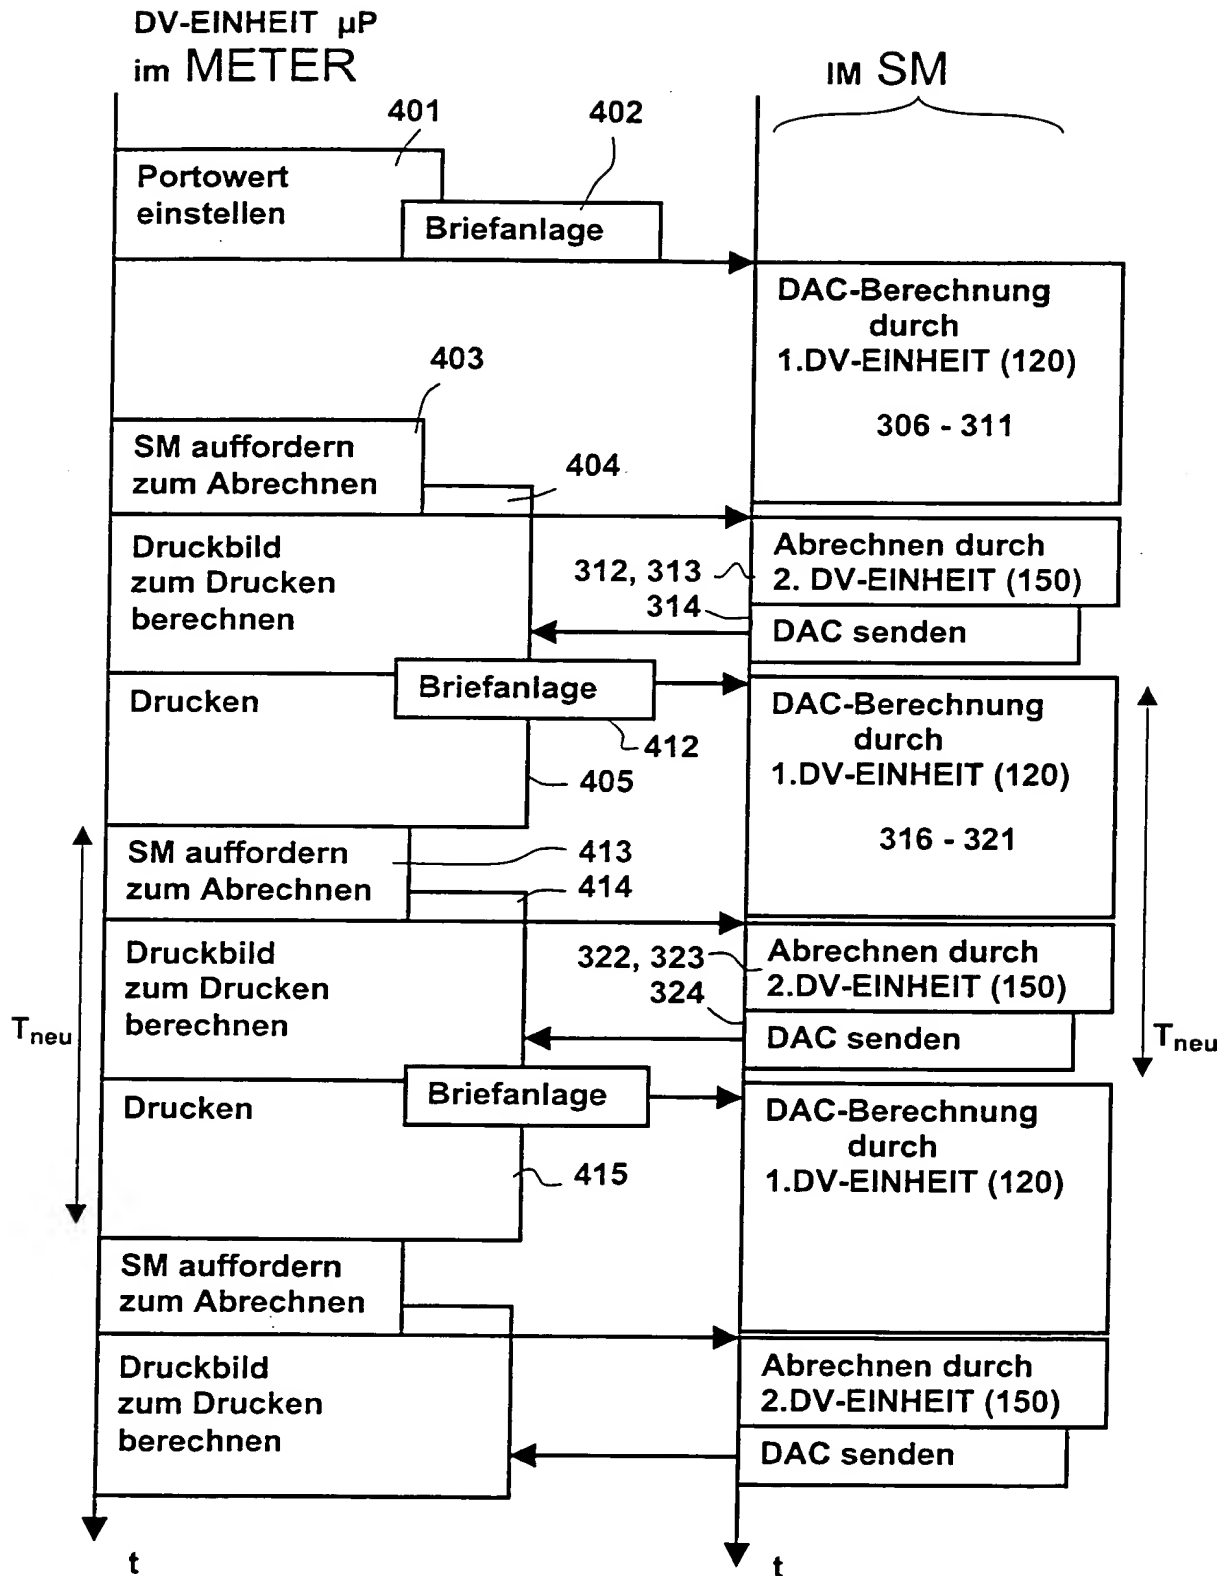 DV-EINHEIT µP
im METER
IM SM
401
402
Portowert
einstellen
Briefanlage
DAC-Berechnung
durch
1.DV-EINHEIT (120)
306 - 311
403
SM auffordern
zum Abrechnen
404
Druckbild
zum Drucken
berechnen
312, 313
314
Abrechnen durch
2. DV-EINHEIT (150)
DAC senden
Briefanlage
Drucken
412
405
DAC-Berechnung
durch
1.DV-EINHEIT (120)
316 - 321
SM auffordern
zum Abrechnen
413
414
Druckbild
zum Drucken
berechnen
322, 323
324
Abrechnen durch
2.DV-EINHEIT (150)
DAC senden
Tneu
Tneu
Briefanlage
Drucken
415
DAC-Berechnung
durch
1.DV-EINHEIT (120)
SM auffordern
zum Abrechnen
Druckbild
zum Drucken
berechnen
Abrechnen durch
2.DV-EINHEIT (150)
DAC senden
t
t